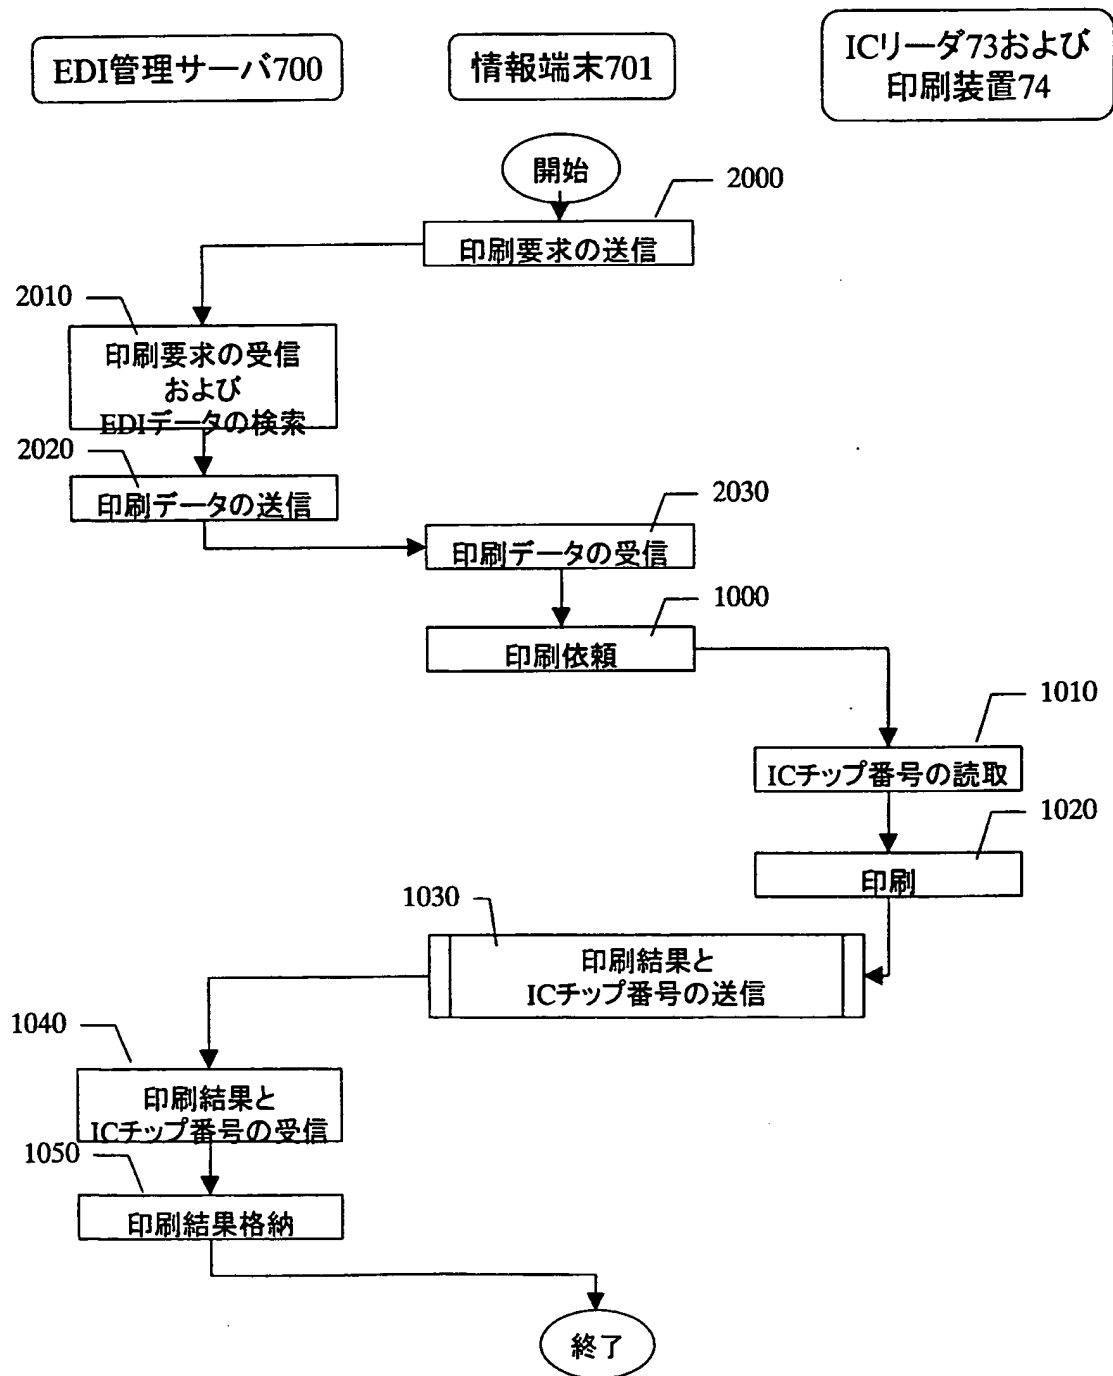 EDI管理サーバ700
情報端末701
ICリーダ73および
印刷装置74
開始
2000
印刷要求の送信
2010
印刷要求の受信
および
EDIデータの検索
2020
印刷データの送信
2030
印刷データの受信
1000
印刷依頼
1010
ICチップ番号の読取
1020
印刷
1030
印刷結果と
ICチップ番号の送信
1040
印刷結果と
ICチップ番号の受信
1050
印刷結果格納
終了